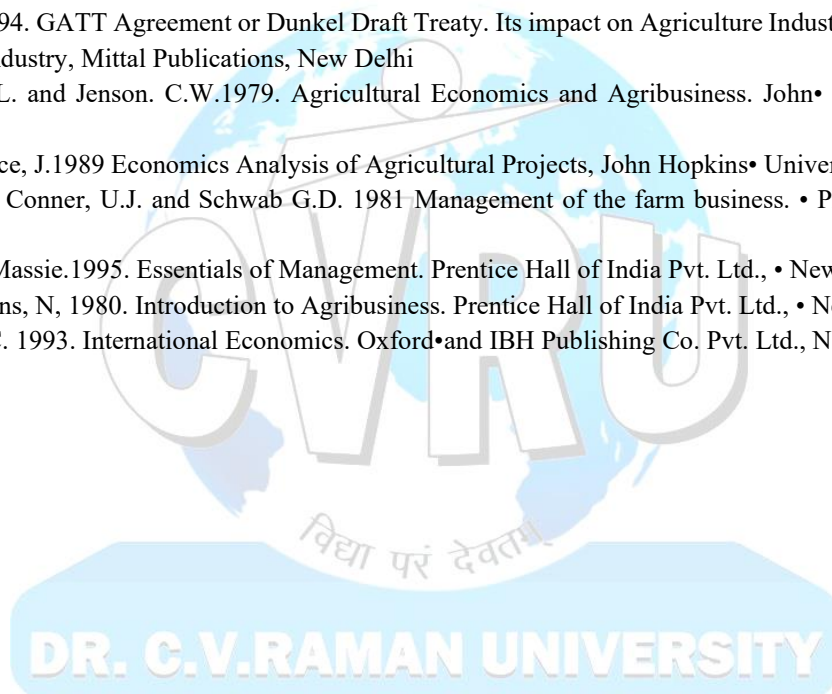 94. GATT Agreement or Dunkel Draft Treaty. Its impact on Agriculture Indust
dustry, Mittal Publications, New Delhi
L. and Jenson. C.W.1979. Agricultural Economics and Agribusiness. John•
ce, J.1989 Economics Analysis of Agricultural Projects, John Hopkins• Univer
Conner, U.J. and Schwab G.D. 1981 Management of the farm business. • P
Massie.1995. Essentials of Management. Prentice Hall of India Pvt. Ltd., • New
ns, N, 1980. Introduction to Agribusiness. Prentice Hall of India Pvt. Ltd., • Ne
C. 1993. International Economics. Oxford•and IBH Publishing Co. Pvt. Ltd., N
CVRU
विद्या परं देवतम्
DR. C.V.RAMAN UNIVERSITY